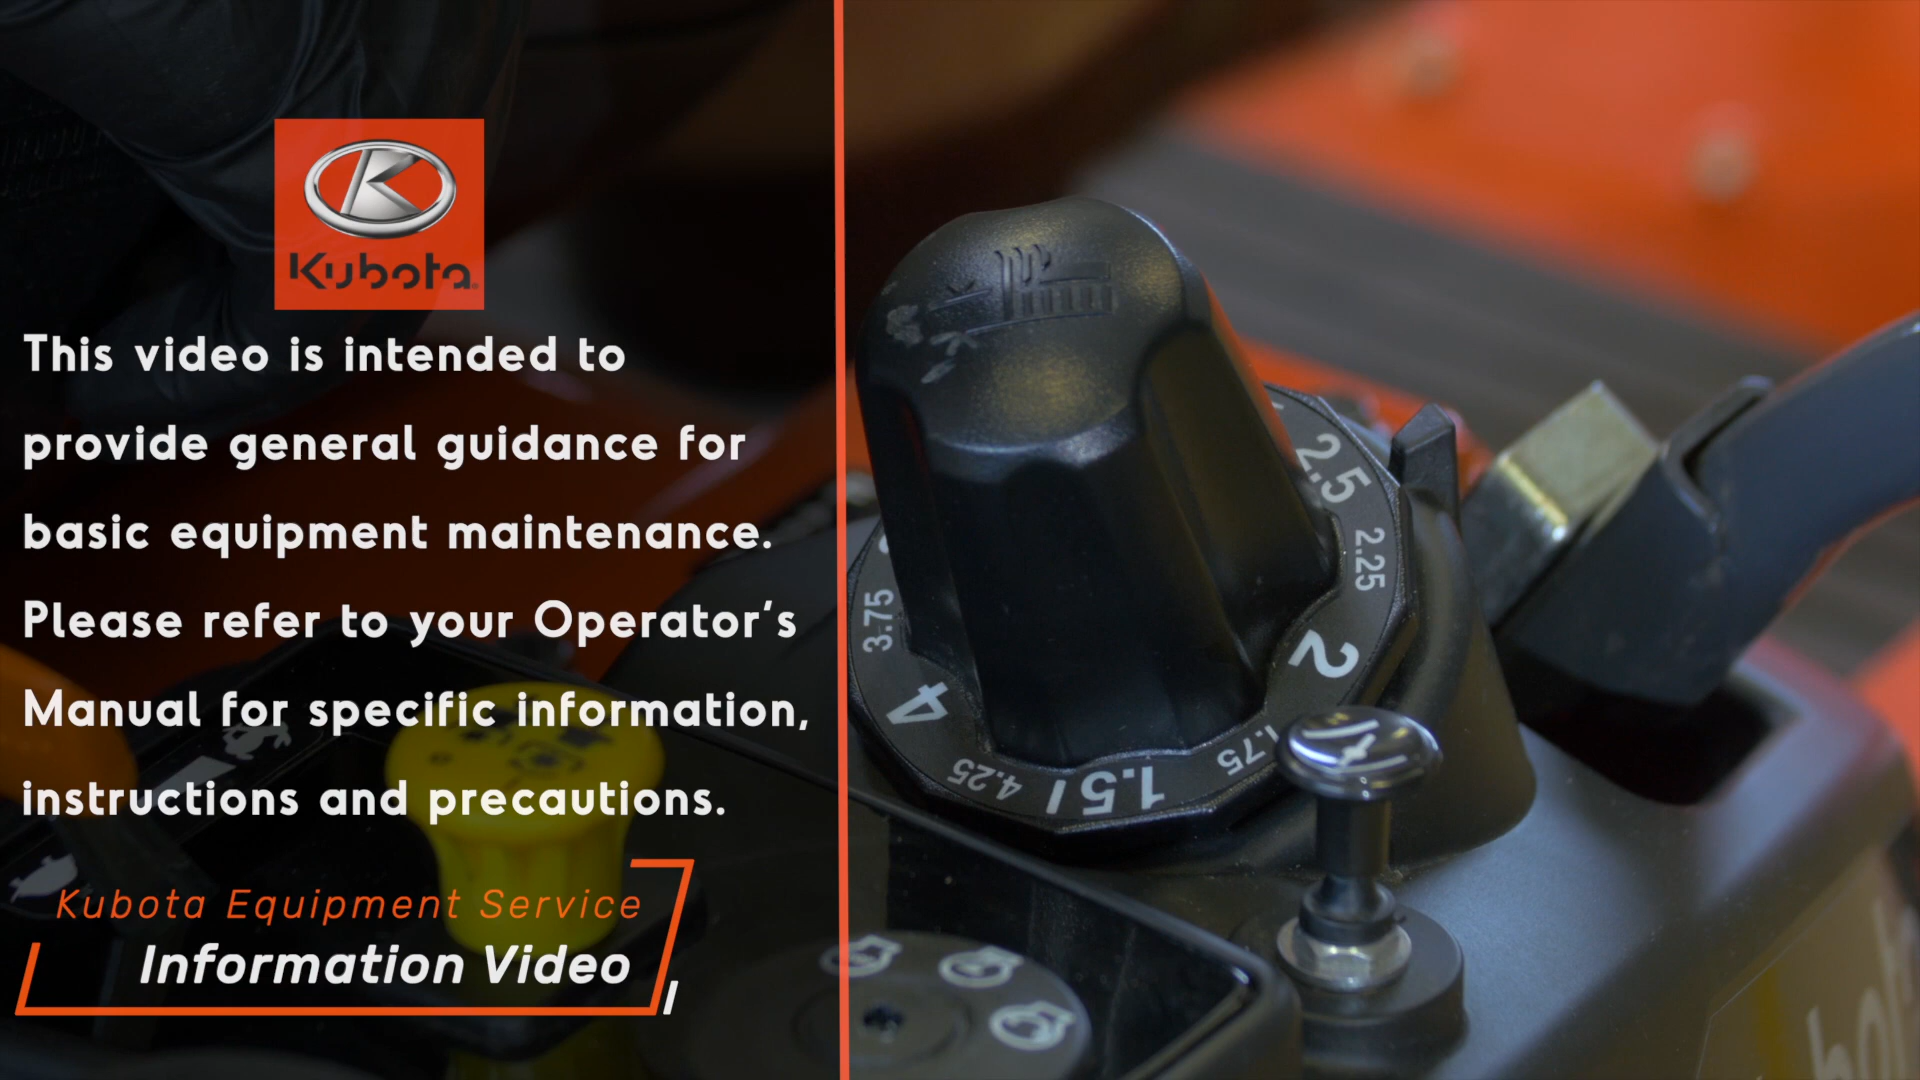 Kubota
This video is intended to
provide general guidance for
basic equipment maintenance.
Please refer to your Operator's
Manual for specific information,
instructions and precautions.
Kubota Equipment Service
Information Video
2.5
2.25
2
1.75
1.5
4.25
4
3.75